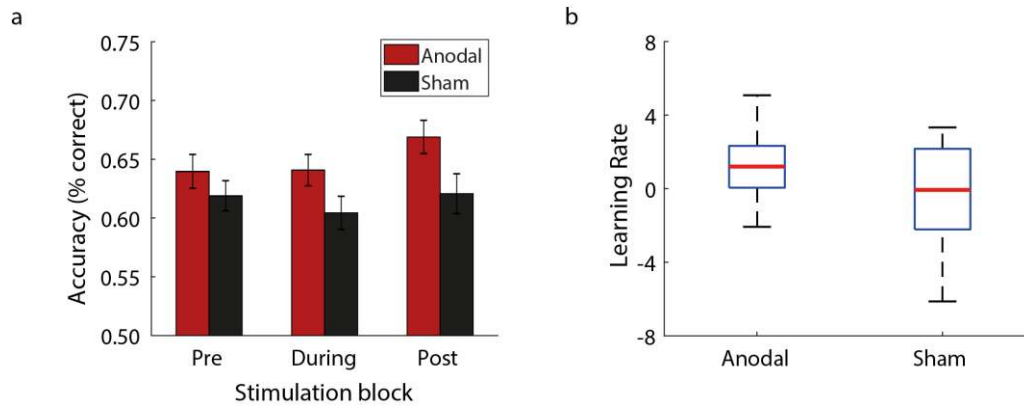 a
0.75
0.70
0.65
0.60
0.55
0.50
Accuracy (% correct)
Anodal
Sham
Pre During Post
Stimulation block
b
8
4
0
-4
-8
Learning Rate
Anodal Sham